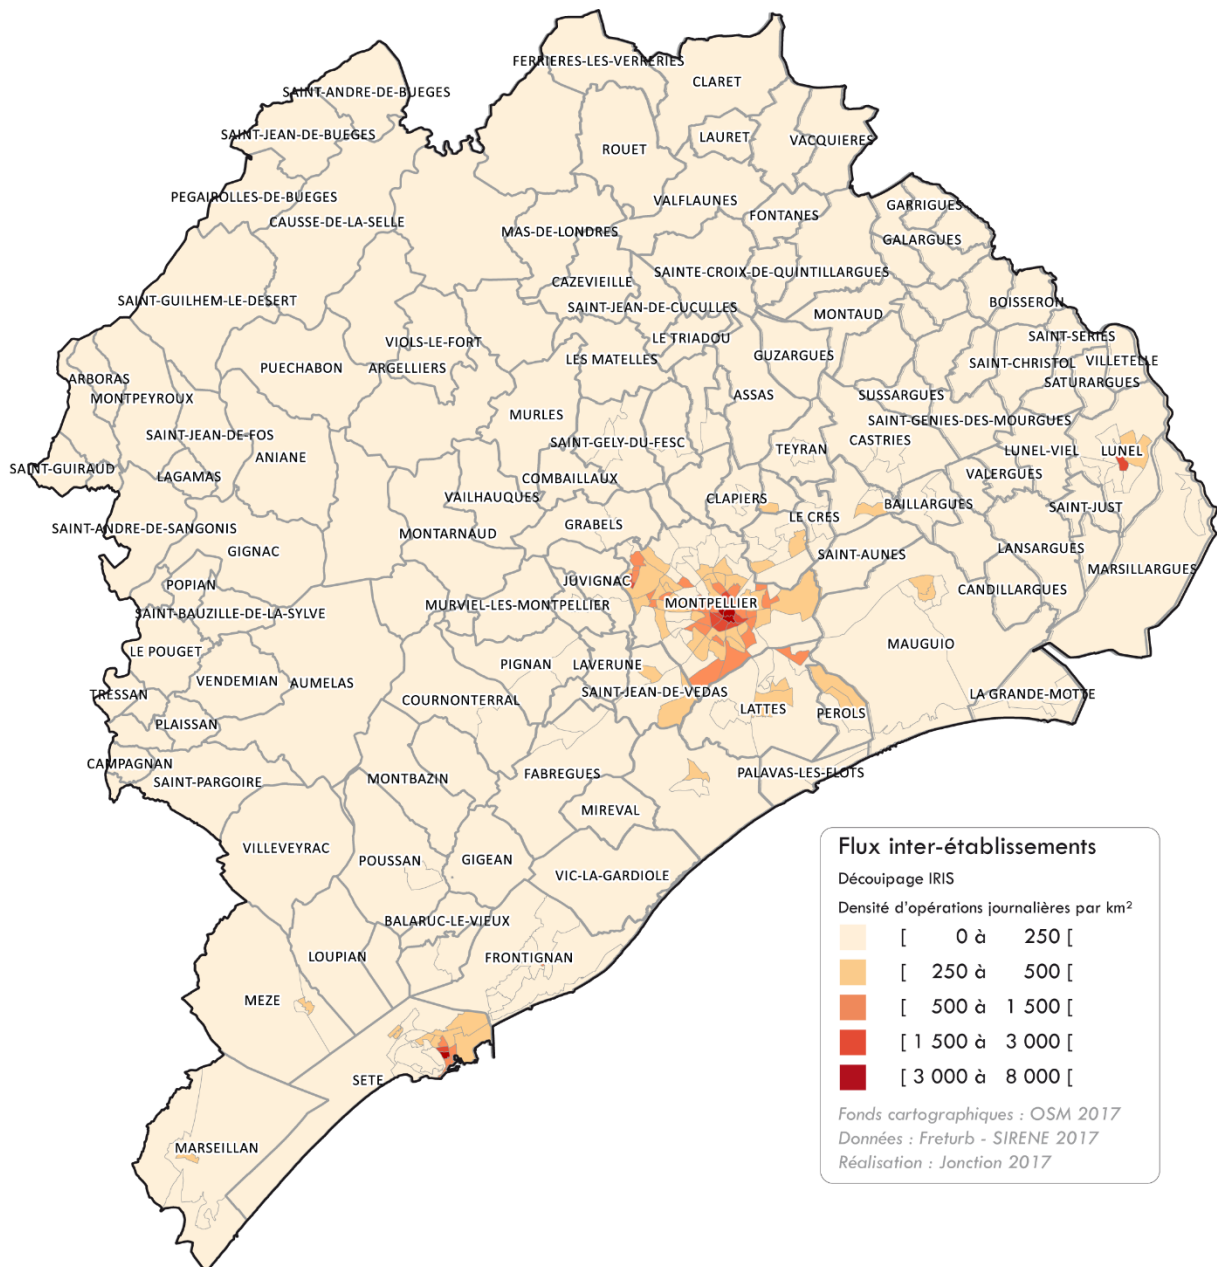 FERRIERES-LES-VERRERIES
CLARET
SAINT-ANDRE-DE-BUEGES
SAINT-JEAN-DE-BUEGES
LAURET
VACQUIERES
ROUET
PEGAIROLLES-DE-BUEGES
VALFLAUNES
GARRIGUES
FONTANES
CAUSSE-DE-LA-SELLE
MAS-DE-LONDRES
GALARGUES
SAINTE-CROIX-DE-QUINTILLARGUES
CAZEVIEILLE
SAINT-GUILHEM-LE-DESERT
BOISSERON
SAINT-JEAN-DE-CUCULLES
MONTAUD
SAINT-SERIES
LE TRIADOU
VIOLS-LE-FORT
GUZARGUES
LES MATELLES
SAINT-CHRISTOL
VILLETELLE
PUECHABON
ARGELLIERS
ARBORAS
SATURARGUES
MONTPEYROUX
ASSAS
SUSSARGUES
MURLES
SAINT-GENIES-DES-MOURGUES
SAINT-JEAN-DE-FOS
SAINT-GELY-DU-FESC
CASTRIES
TEYRAN
LUNEL-VIEL
LUNEL
ANIANE
SAINT-GUIRAUD
LAGAMAS
COMBAILLAUX
VALERGUES
VAILHAUQUES
CLAPIERS
BAILLARGUES
SAINT-JUST
LE CRES
SAINT-ANDRE-DE-SANGONIS
GRABELS
MONTARNAUD
GIGNAC
SAINT-AUNES
LANSARGUES
MARSILLARGUES
POPIAN
JUVIGNAC
CANDILLARGUES
MURVIEL-LES-MONTPELLIER
MONTPELLIER
SAINT-BAUZILLE-DE-LA-SYLVE
MAUGUIO
LE POUGET
PIGNAN
LAVERUNE
VENDEMIAN
AUMELAS
TRESSAN
SAINT-JEAN-DE-VEDAS
LA GRANDE-MOTTE
COURNONTERRAL
LATTES
PEROLS
PLAISSAN
CAMPAGNAN
SAINT-PARGOIRE
MONTBAZIN
FABREGUES
PALAVAS-LES-FLOTS
MIREVAL
VILLEVEYRAC
POUSSAN
GIGEAN
VIC-LA-GARDIOLE
BALARUC-LE-VIEUX
LOUPIAN
FRONTIGNAN
MEZE
SETE
MARSEILLAN
Flux inter-établissements
Découipage IRIS
Densité d'opérations journalières par km²
[ 0 à 250 [
[ 250 à 500 [
[ 500 à 1 500 [
[ 1 500 à 3 000 [
[ 3 000 à 8 000 [
Fonds cartographiques : OSM 2017
Données : Freturb - SIRENE 2017
Réalisation : Jonction 2017